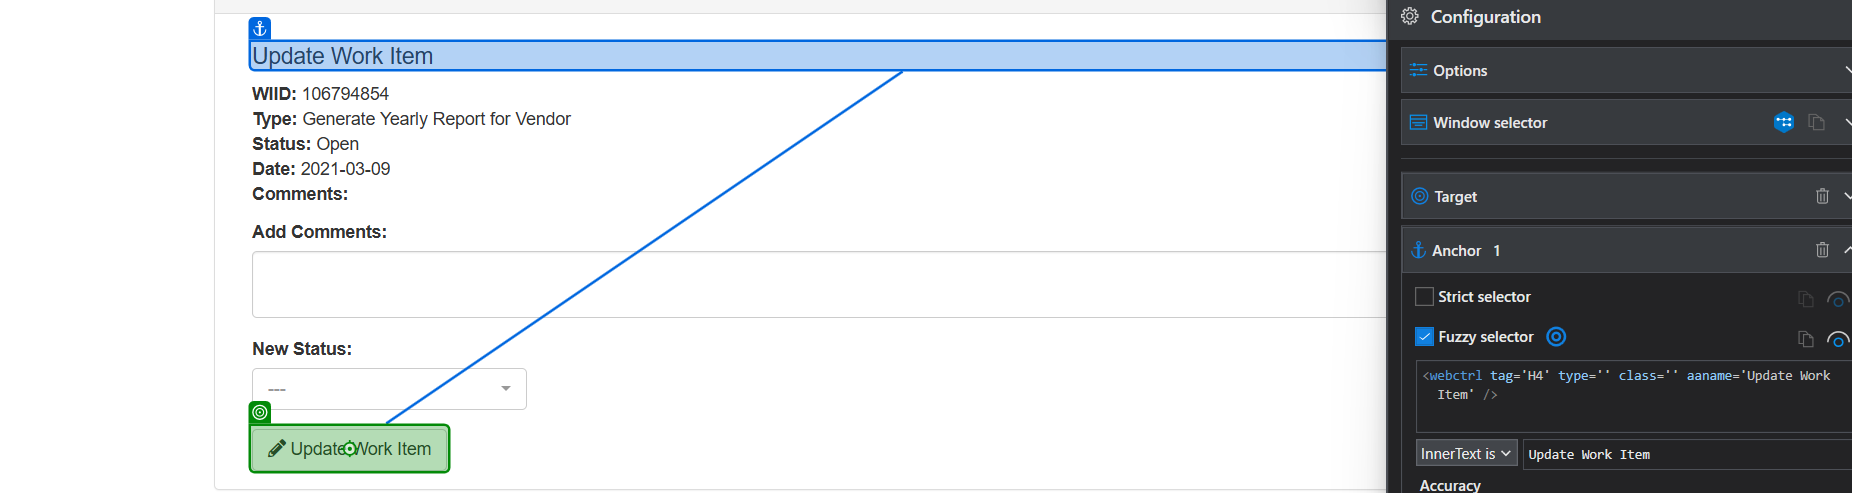 Update Work Item
WIID: 106794854
Type: Generate Yearly Report for Vendor
Status: Open
Date: 2021-03-09
Comments:
Add Comments:
New Status:
---
Update Work Item
Configuration
Options
Window selector
Target
Anchor 1
Strict selector
Fuzzy selector
<webctrl tag='H4' type='' class='' aaname='Update Work
Item' />
InnerText is
Update Work Item
Accuracy